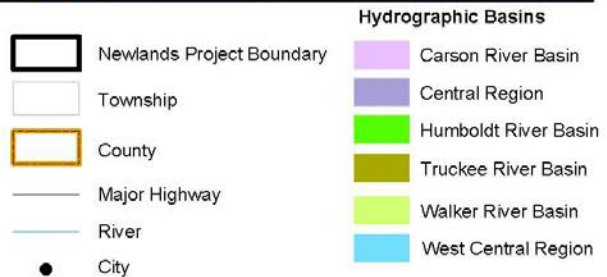 Newlands Project Boundary
Township
County
Major Highway
River
City
Hydrographic Basins
Carson River Basin
Central Region
Humboldt River Basin
Truckee River Basin
Walker River Basin
West Central Region